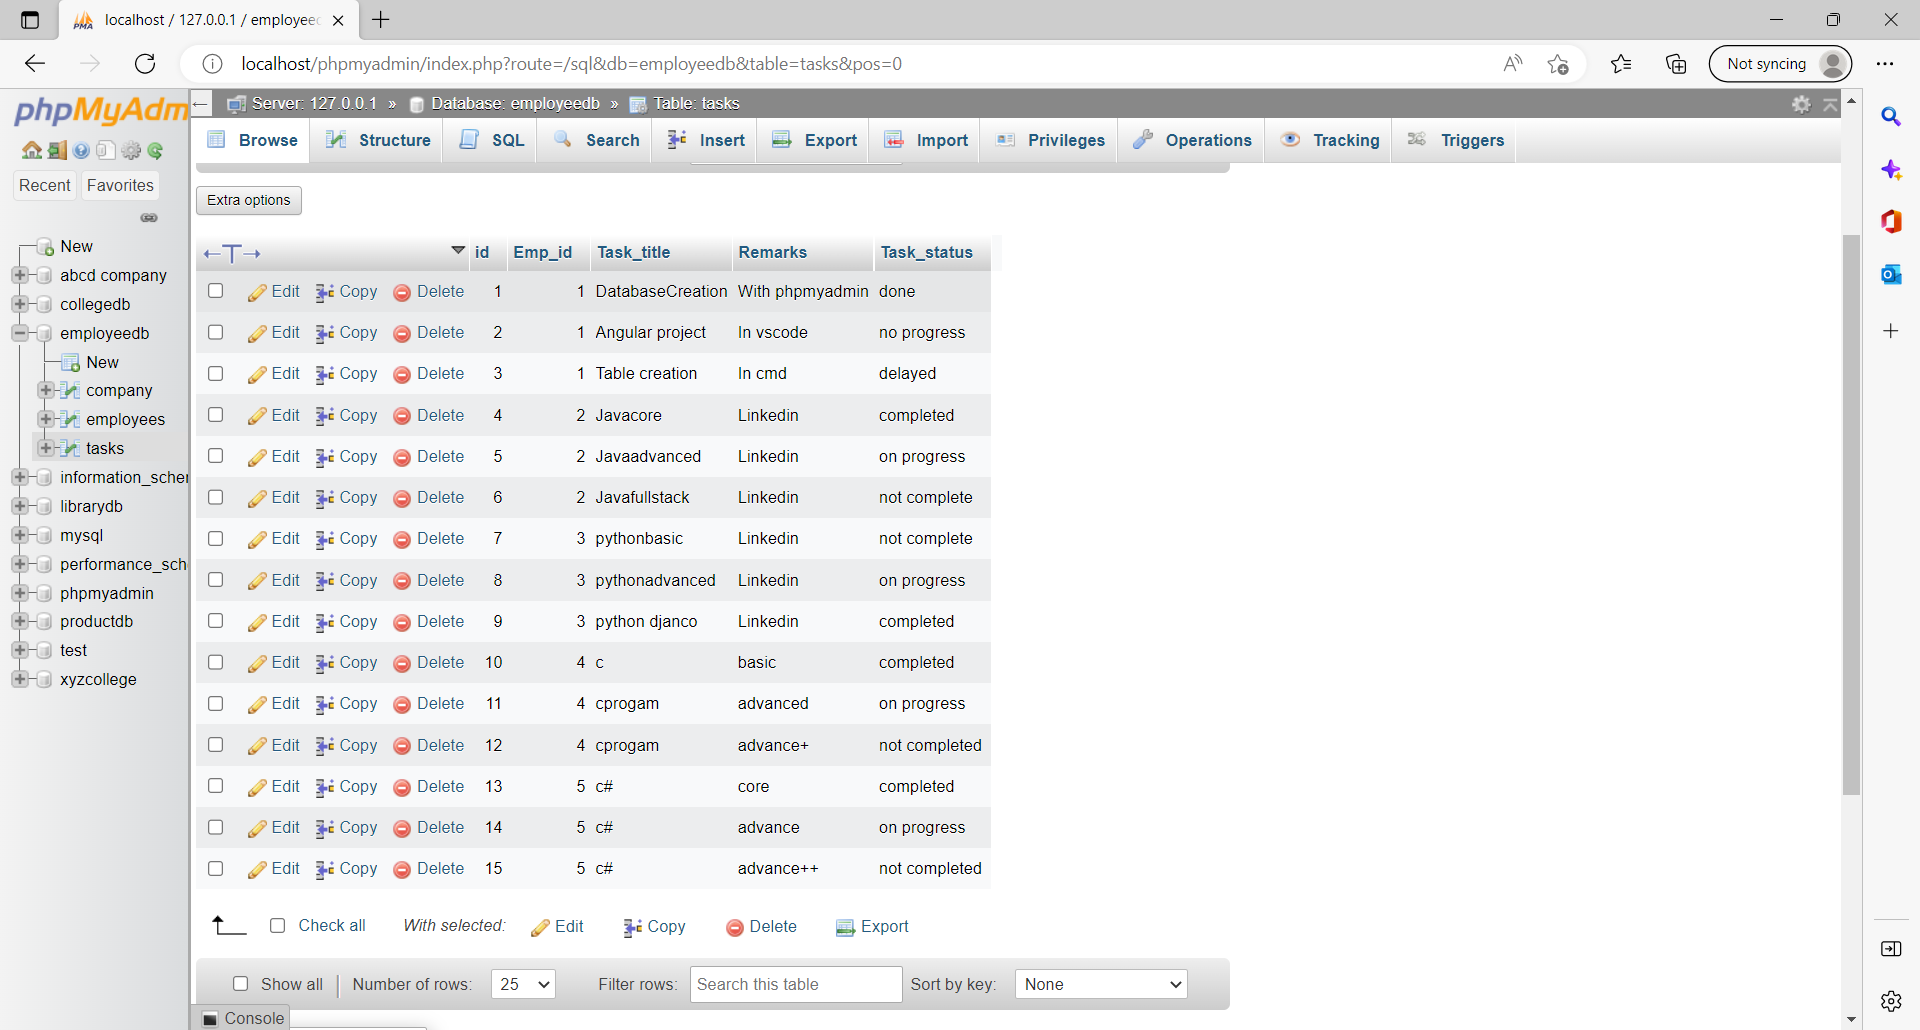 localhost / 127.0.0.1 / employeed
localhost/phpmyadmin/index.php?route=/sql&db=employeedb&table=tasks&pos=0
Not syncing
phpMyAdm
Recent Favorites
New
abcd company
collegedb
employeedb
New
company
employees
tasks
information_scher
librarydb
mysql
performance_sch
phpmyadmin
productdb
test
xyzcollege
Server: 127.0.0.1 » Database: employeedb » Table: tasks
Browse Structure SQL Search Insert Export Import Privileges Operations Tracking Triggers
Extra options
←T→ id Emp_id Task_title Remarks Task_status
Edit Copy Delete 1 1 DatabaseCreation With phpmyadmin done
Edit Copy Delete 2 1 Angular project In vscode no progress
Edit Copy Delete 3 1 Table creation In cmd delayed
Edit Copy Delete 4 2 Javacore Linkedin completed
Edit Copy Delete 5 2 Javaadvanced Linkedin on progress
Edit Copy Delete 6 2 Javafullstack Linkedin not complete
Edit Copy Delete 7 3 pythonbasic Linkedin not complete
Edit Copy Delete 8 3 pythonadvanced Linkedin on progress
Edit Copy Delete 9 3 python djanco Linkedin completed
Edit Copy Delete 10 4 c basic completed
Edit Copy Delete 11 4 cprogam advanced on progress
Edit Copy Delete 12 4 cprogam advance+ not completed
Edit Copy Delete 13 5 c# core completed
Edit Copy Delete 14 5 c# advance on progress
Edit Copy Delete 15 5 c# advance++ not completed
Check all With selected: Edit Copy Delete Export
Show all Number of rows: 25 Filter rows: Search this table Sort by key: None
Console